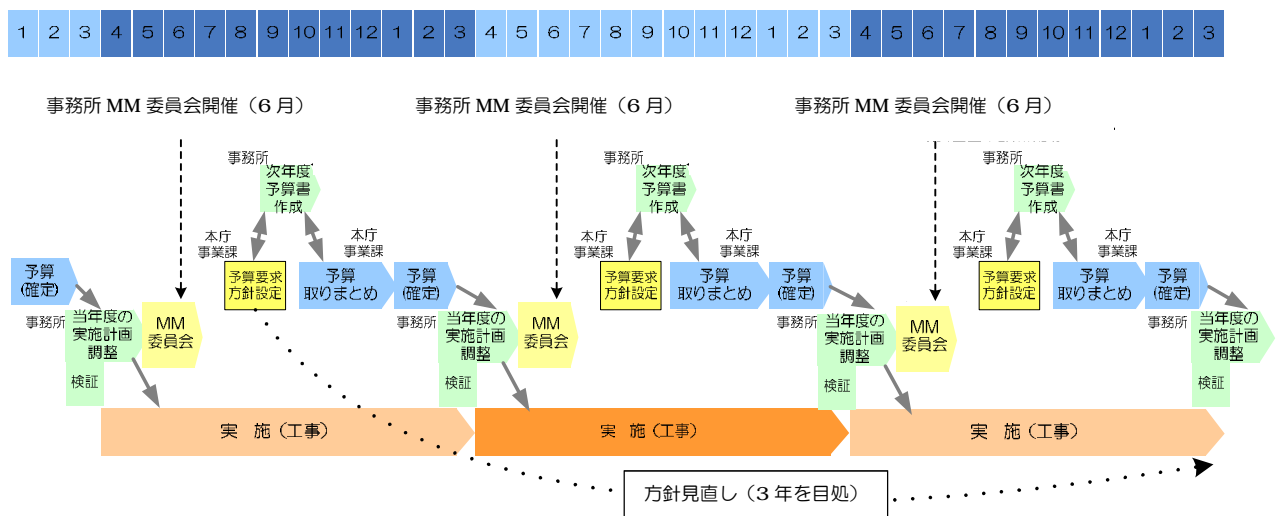 1 2 3 4 5 6 7 8 9 10 11 12 1 2 3 4 5 6 7 8 9 10 11 12 1 2 3 4 5 6 7 8 9 10 11 12 1 2 3
事務所 MM 委員会開催（6 月）
事務所 MM 委員会開催（6 月）
事務所 MM 委員会開催（6 月）
事務所
次年度
予算書
作成
事務所
次年度
予算書
作成
事務所
次年度
予算書
作成
本庁
事業課
本庁
事業課
本庁
事業課
本庁
事業課
本庁
事業課
本庁
事業課
予算
(確定)
予算要求
方針設定
予算
取りまとめ
予算
(確定)
予算要求
方針設定
予算
取りまとめ
予算
(確定)
予算要求
方針設定
予算
取りまとめ
予算
(確定)
事務所
当年度の
実施計画
調整
MM
委員会
事務所
当年度の
実施計画
調整
MM
委員会
事務所
当年度の
実施計画
調整
MM
委員会
事務所
当年度の
実施計画
調整
検証
検証
検証
検証
実　施（工事）
実　施（工事）
実　施（工事）
方針見直し（3 年を目処）